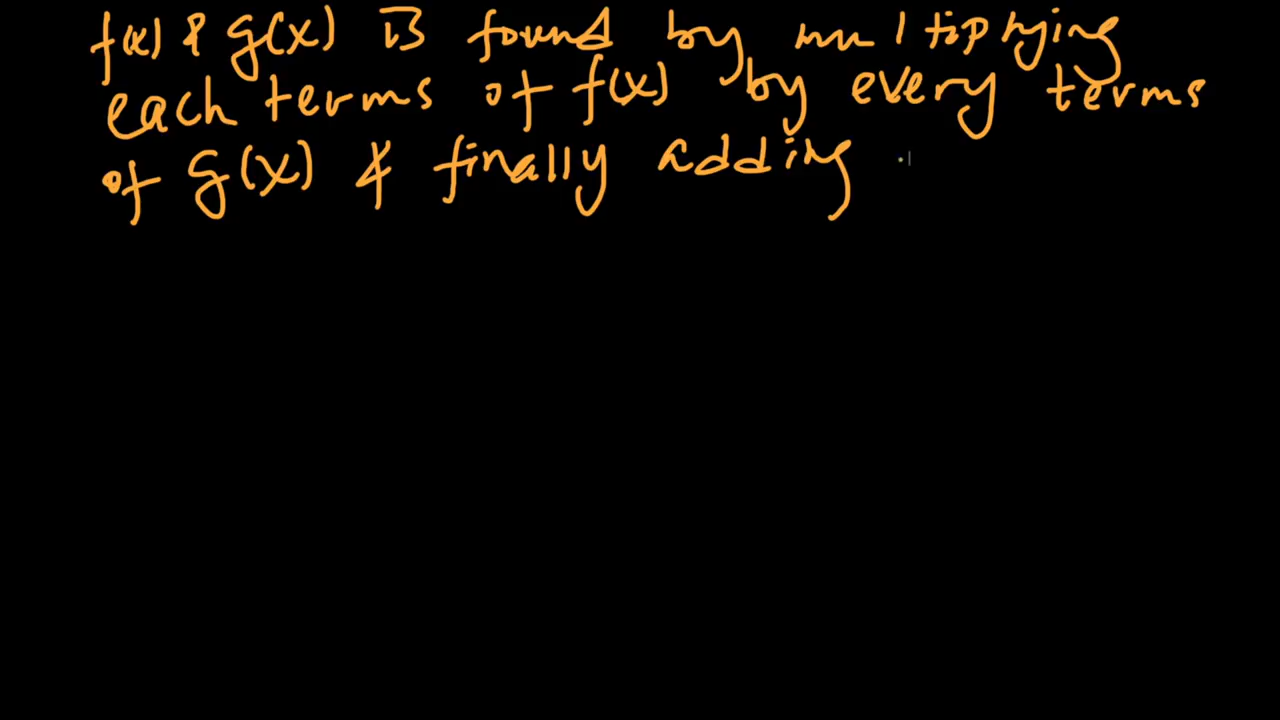 f(x) & g(x) is found by multiplying
each terms of f(x) by every terms
of g(x) & finally adding